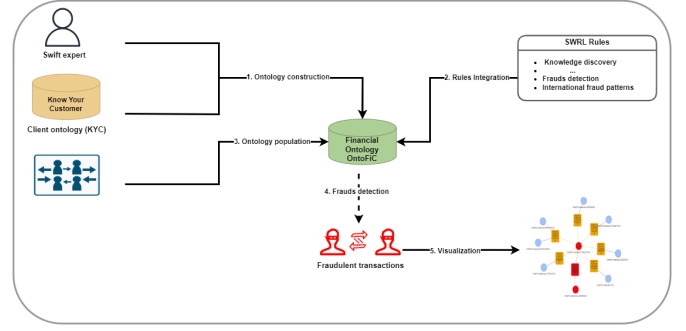 Swift expert
SWRL Rules
Knowledge discovery
...
Frauds detection
International fraud patterns
1. Ontology construction
2. Rules Integration
Know Your
Customer
Client ontology (KYC)
3. Ontology population
Financial
Ontology
OntoFiC
4. Frauds detection
Fraudulent transactions
5. Visualization